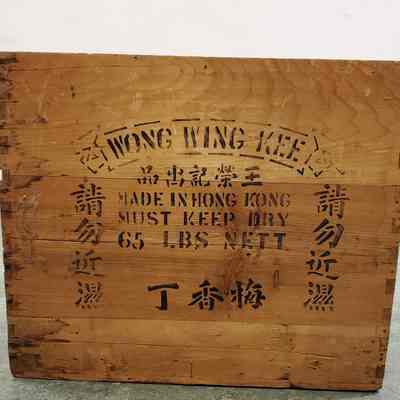 WONG WING KEE
王榮記出品
MADE IN HONG KONG
MUST KEEP DRY
65 LBS NETT
梅香丁
請勿近濕
請勿近濕